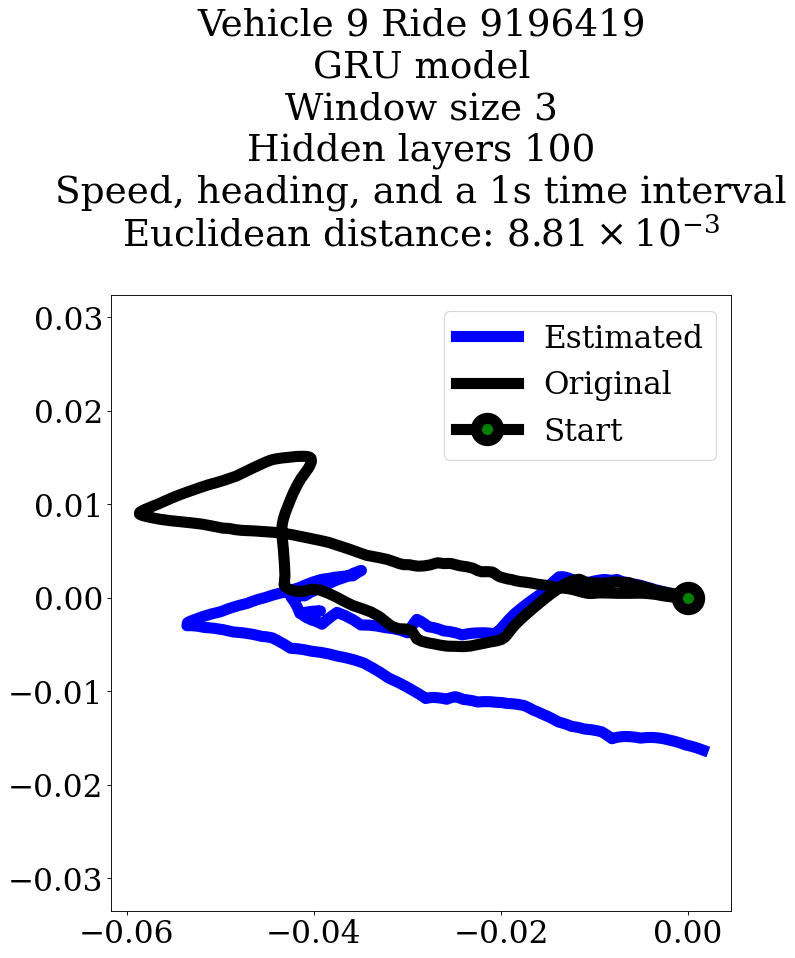 Vehicle 9 Ride 9196419
GRU model
Window size 3
Hidden layers 100
Speed, heading, and a 1s time interval
Euclidean distance: 8.81 × 10⁻³
Estimated
Original
Start
0.03
0.02
0.01
0.00
−0.01
−0.02
−0.03
−0.06 −0.04 −0.02 0.00